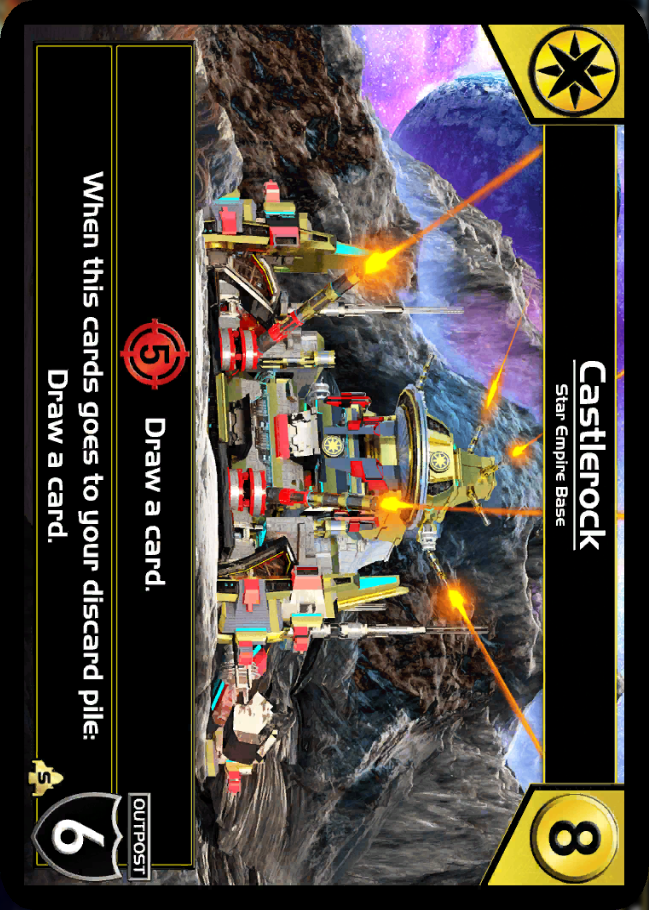 Castlerock
Star Empire Base
8
5 Draw a card.
When this cards goes to your discard pile:
Draw a card.
OUTPOST
6
S